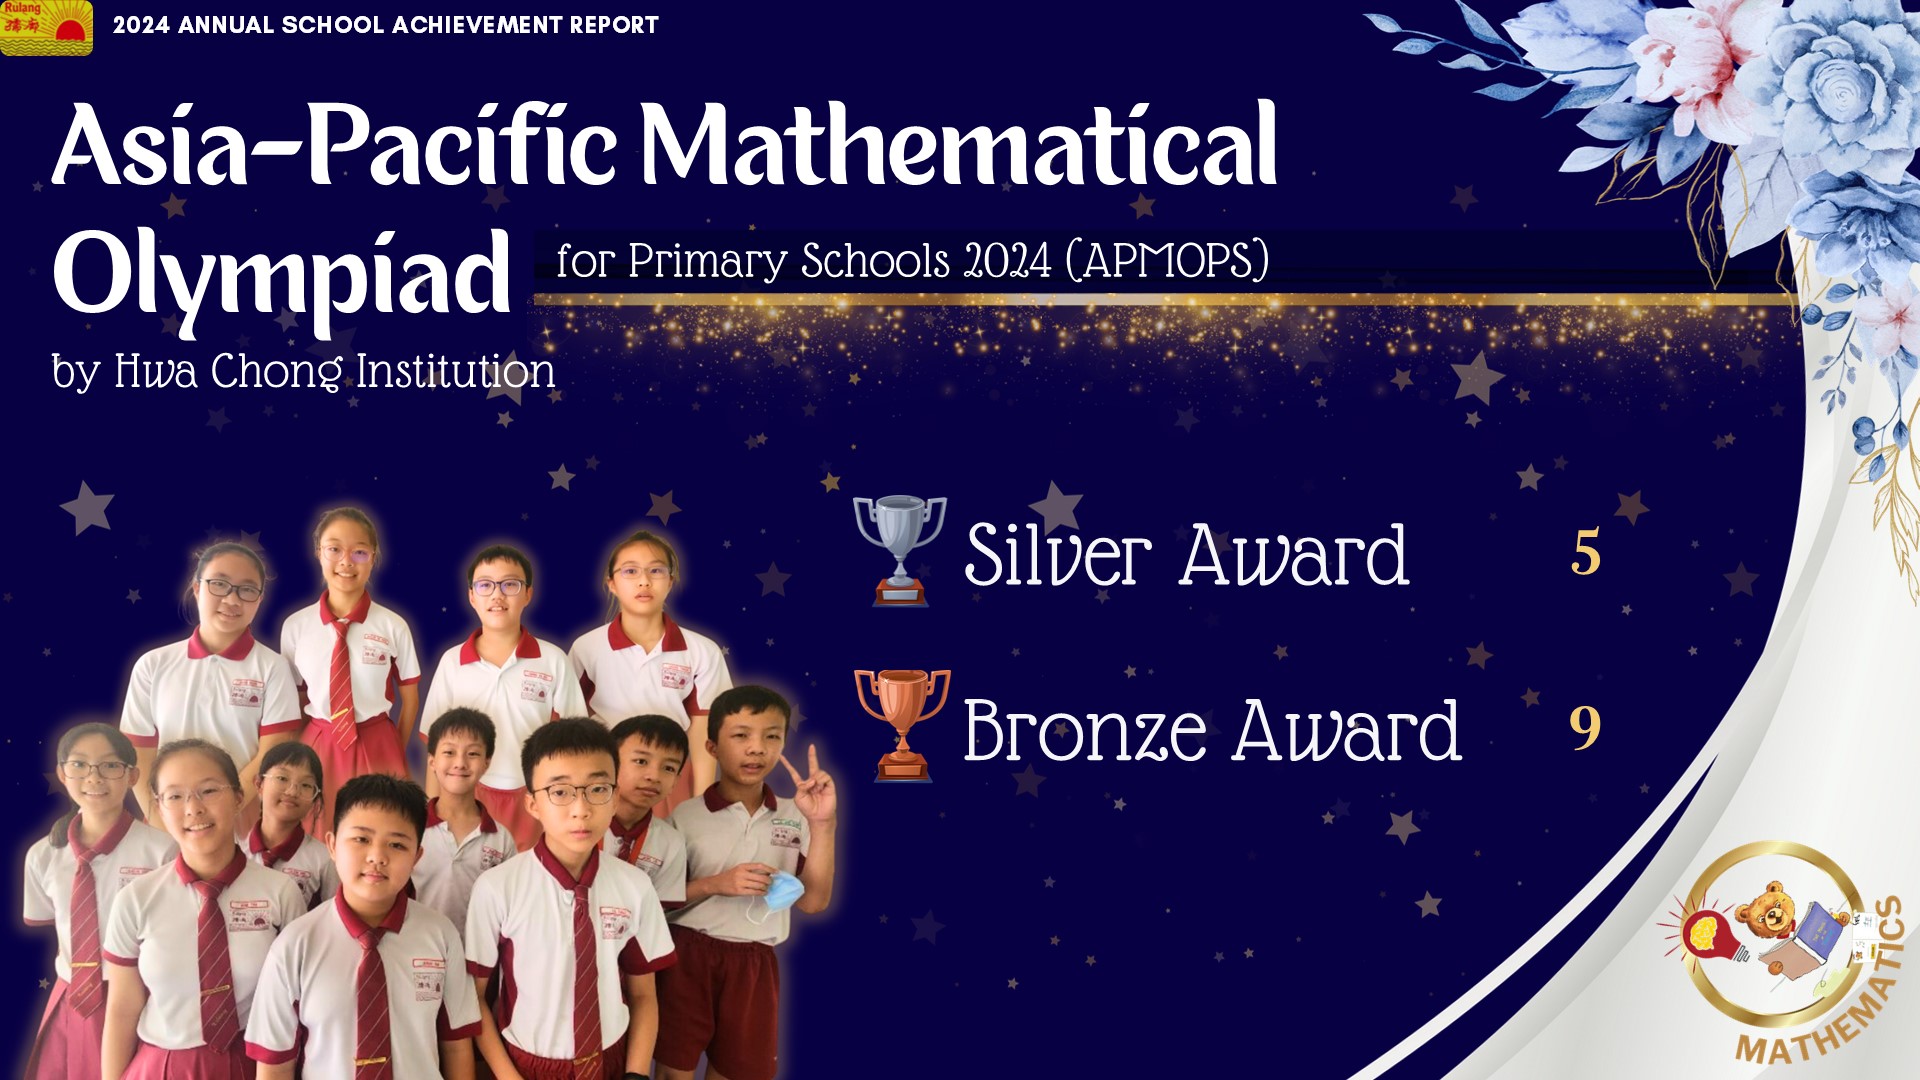 Rulang
2024 ANNUAL SCHOOL ACHIEVEMENT REPORT
Asia-Pacific Mathematical
Olympiad for Primary Schools 2024 (APMOPS)
by Hwa Chong Institution
Silver Award 5
Bronze Award 9
MATHEMATICS